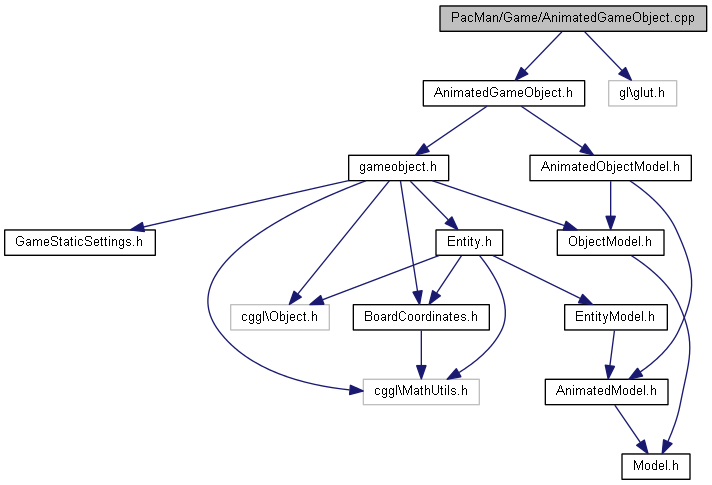 PacMan/Game/AnimatedGameObject.cpp
AnimatedGameObject.h
gl\glut.h
gameobject.h
AnimatedObjectModel.h
GameStaticSettings.h
Entity.h
ObjectModel.h
cggl\Object.h
BoardCoordinates.h
EntityModel.h
cggl\MathUtils.h
AnimatedModel.h
Model.h